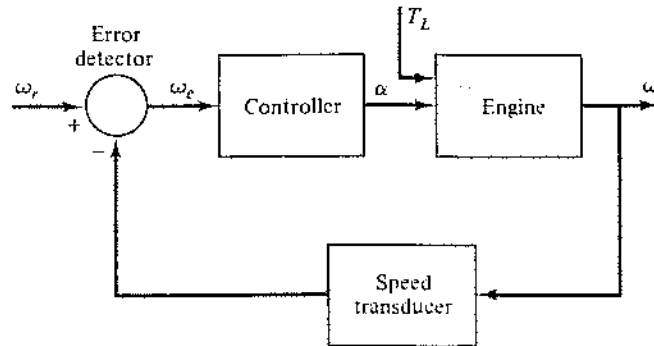 Error
detector
T_L
ω_r
+
−
ω_e
Controller
α
Engine
ω
Speed
transducer